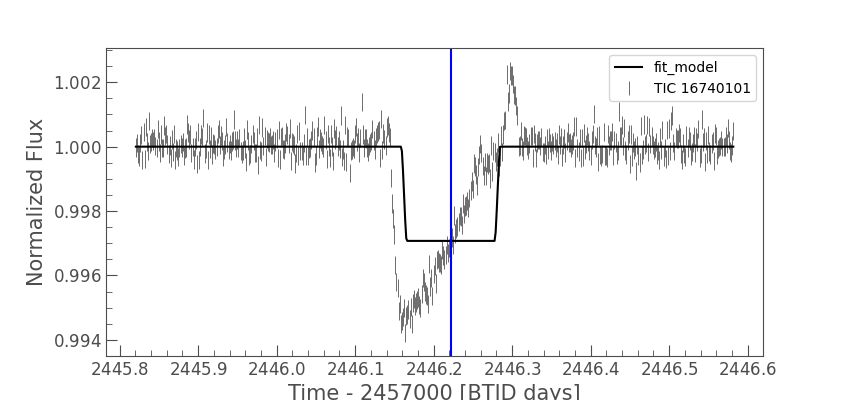 fit_model
TIC 16740101
1.002
1.000
0.998
0.996
0.994
Normalized Flux
2445.8 2445.9 2446.0 2446.1 2446.2 2446.3 2446.4 2446.5 2446.6
Time - 2457000 [BTJD days]